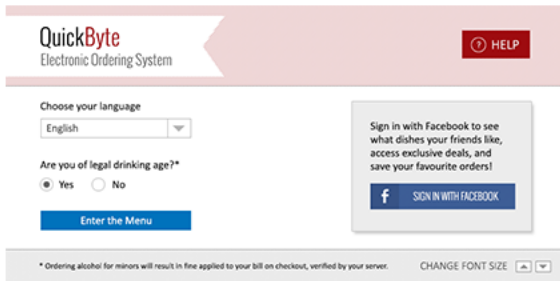 QuickByte
Electronic Ordering System
? HELP
Choose your language
English
Are you of legal drinking age?*
Yes No
Enter the Menu
Sign in with Facebook to see
what dishes your friends like,
access exclusive deals, and
save your favourite orders!
f SIGN IN WITH FACEBOOK
* Ordering alcohol for minors will result in fine applied to your bill on checkout, verified by your server.
CHANGE FONT SIZE